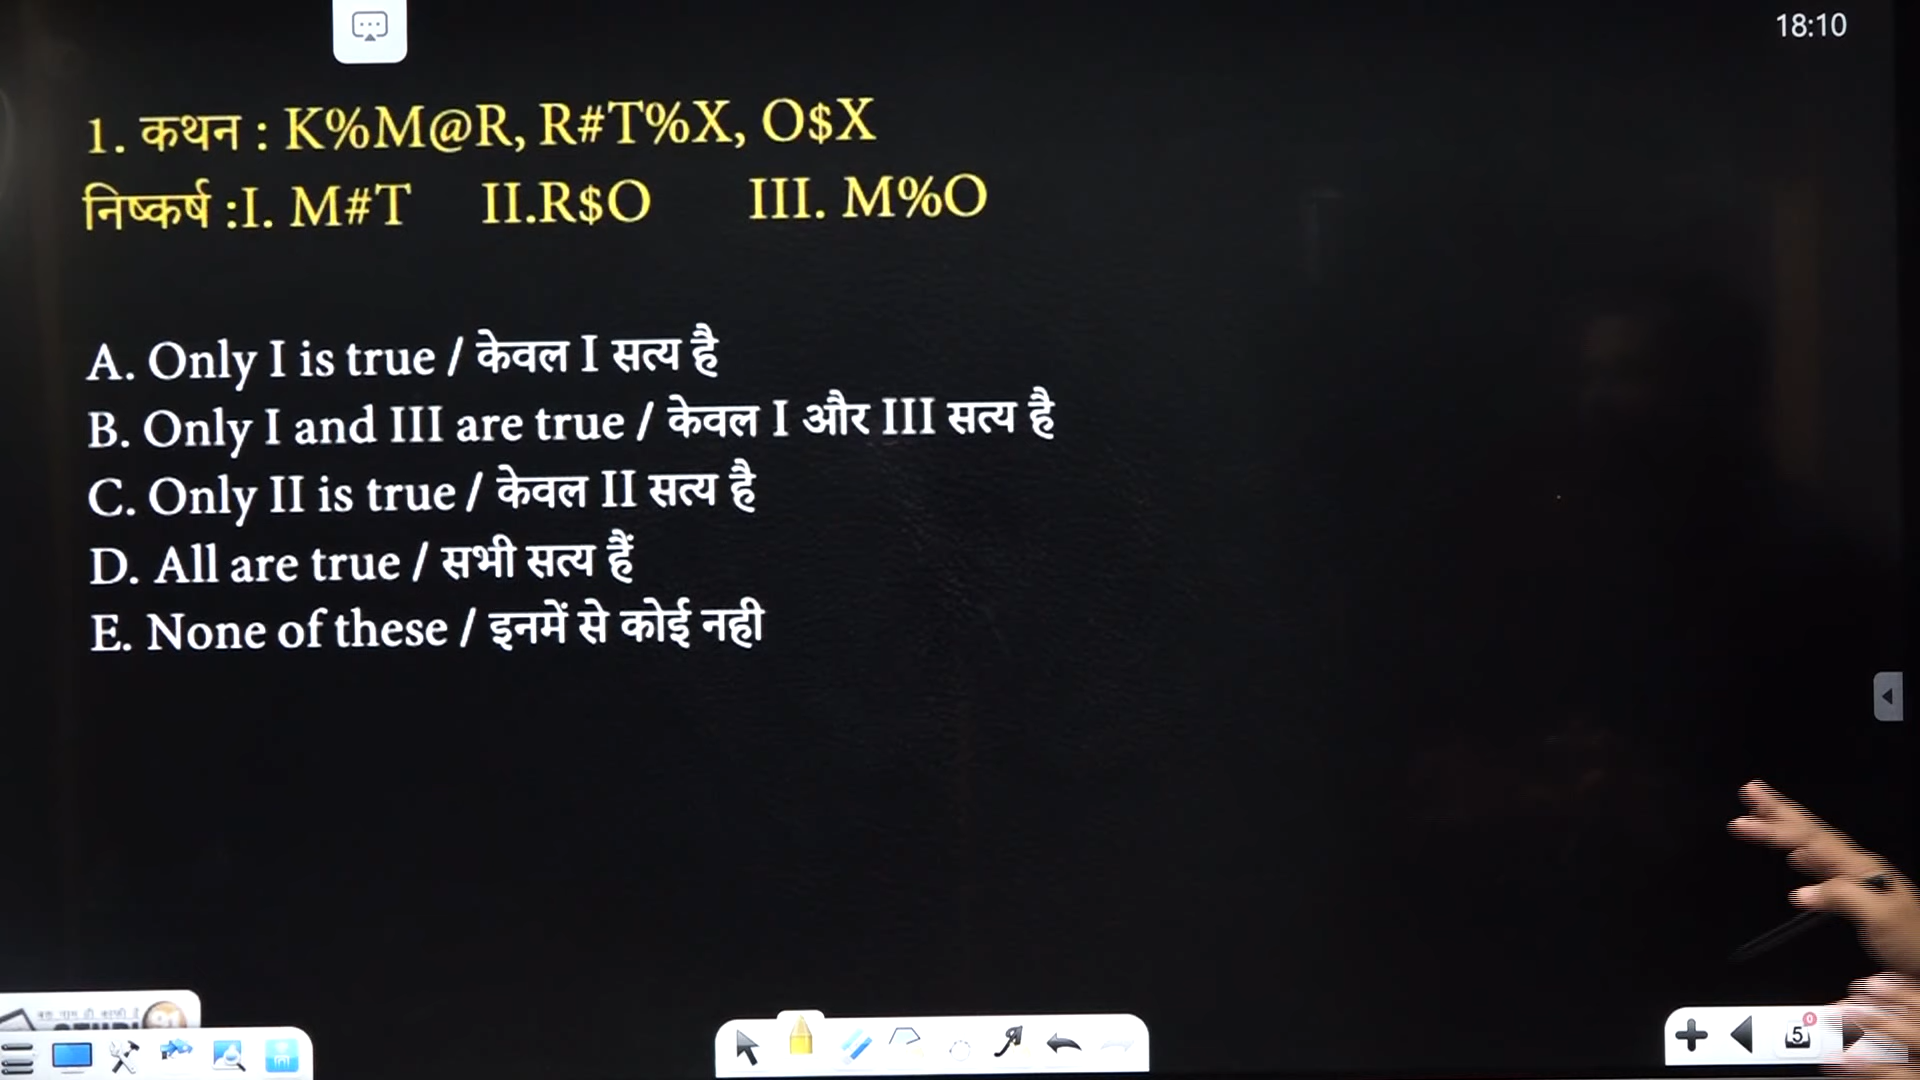 18:10
1. कथन : K%M@R, R#T%X, O$X
निष्कर्ष :I. M#T II.R$O III. M%O
A. Only I is true / केवल I सत्य है
B. Only I and III are true / केवल I और III सत्य है
C. Only II is true / केवल II सत्य है
D. All are true / सभी सत्य हैं
E. None of these / इनमें से कोई नही
5
0